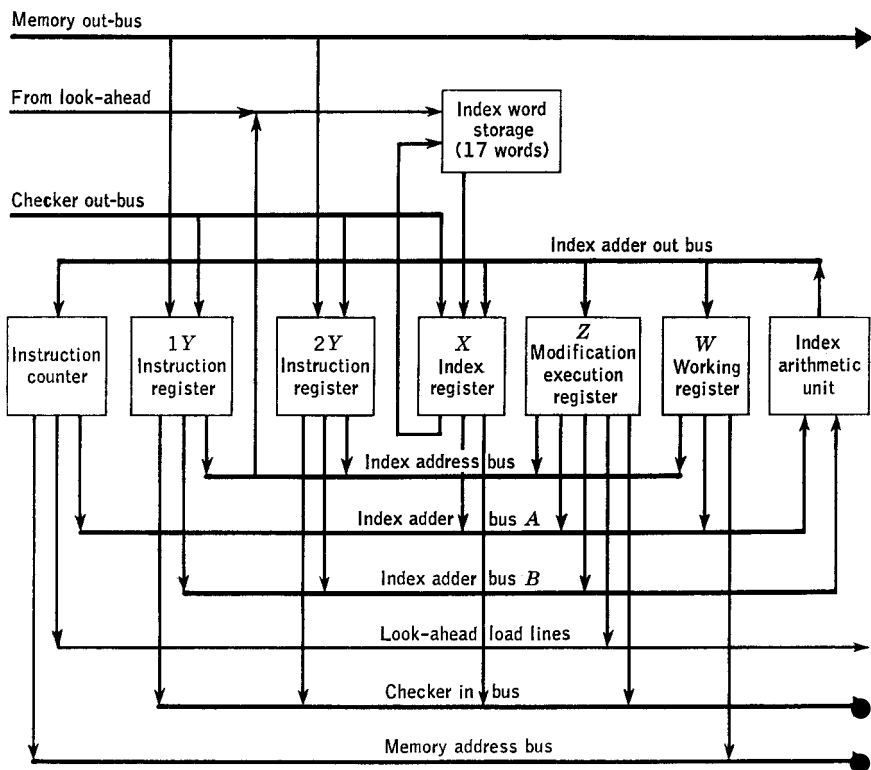 Memory out-bus
From look-ahead
Index word
storage
(17 words)
Checker out-bus
Index adder out bus
Instruction
counter
1Y
Instruction
register
2Y
Instruction
register
X
Index
register
Z
Modification
execution
register
W
Working
register
Index
arithmetic
unit
Index address bus
Index adder bus A
Index adder bus B
Look-ahead load lines
Checker in bus
Memory address bus